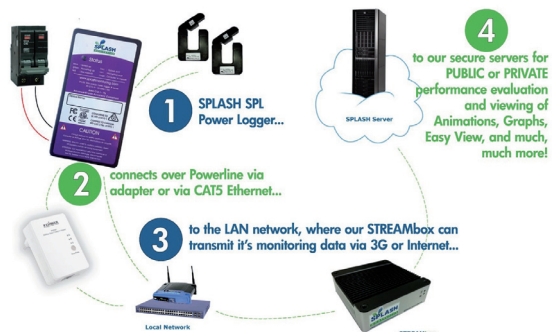 SPLASH
Status
CAUTION
1
SPLASH SPL
Power Logger...
2
connects over Powerline via
adapter or via CAT5 Ethernet...
3
to the LAN network, where our STREAMbox can
transmit it's monitoring data via 3G or Internet...
Local Network
SPLASH
SPLASH Server
4
to our secure servers for
PUBLIC or PRIVATE
performance evaluation
and viewing of
Animations, Graphs,
Easy View, and much,
much more!